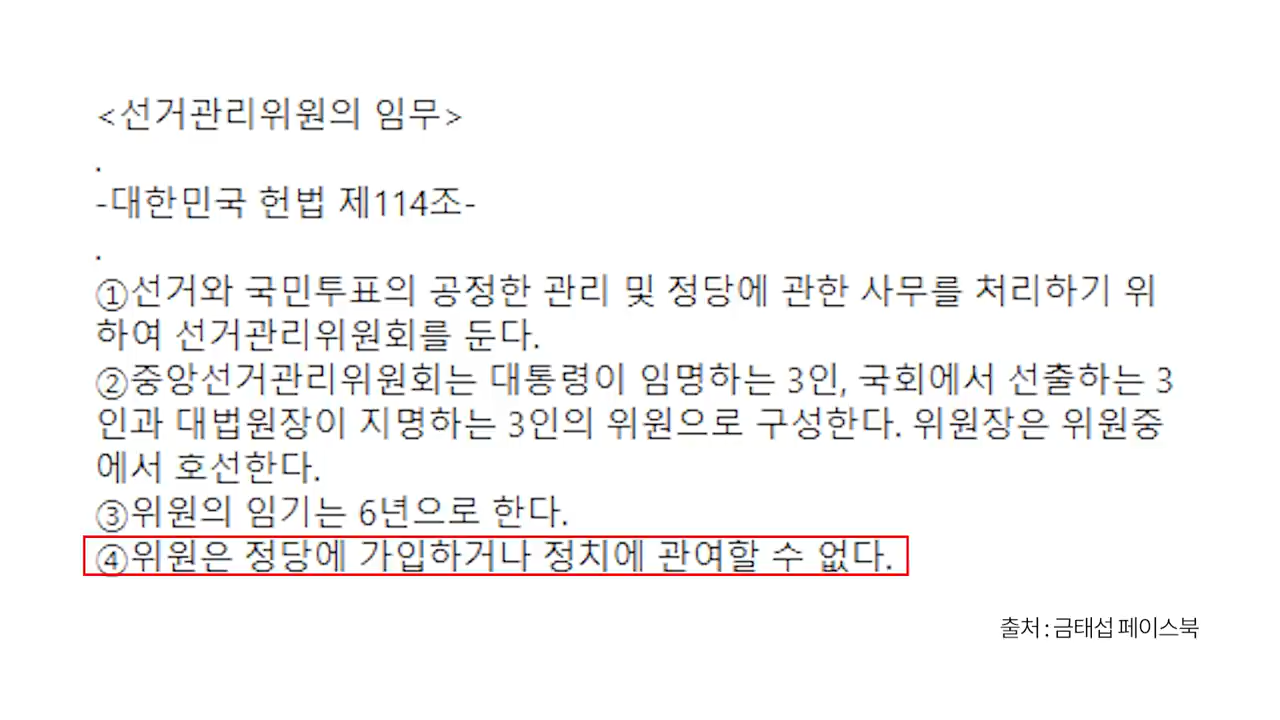 <선거관리위원의 임무>
.
-대한민국 헌법 제114조-
.
①선거와 국민투표의 공정한 관리 및 정당에 관한 사무를 처리하기 위
하여 선거관리위원회를 둔다.
②중앙선거관리위원회는 대통령이 임명하는 3인, 국회에서 선출하는 3
인과 대법원장이 지명하는 3인의 위원으로 구성한다. 위원장은 위원중
에서 호선한다.
③위원의 임기는 6년으로 한다.
④위원은 정당에 가입하거나 정치에 관여할 수 없다.
출처 : 금태섭 페이스북